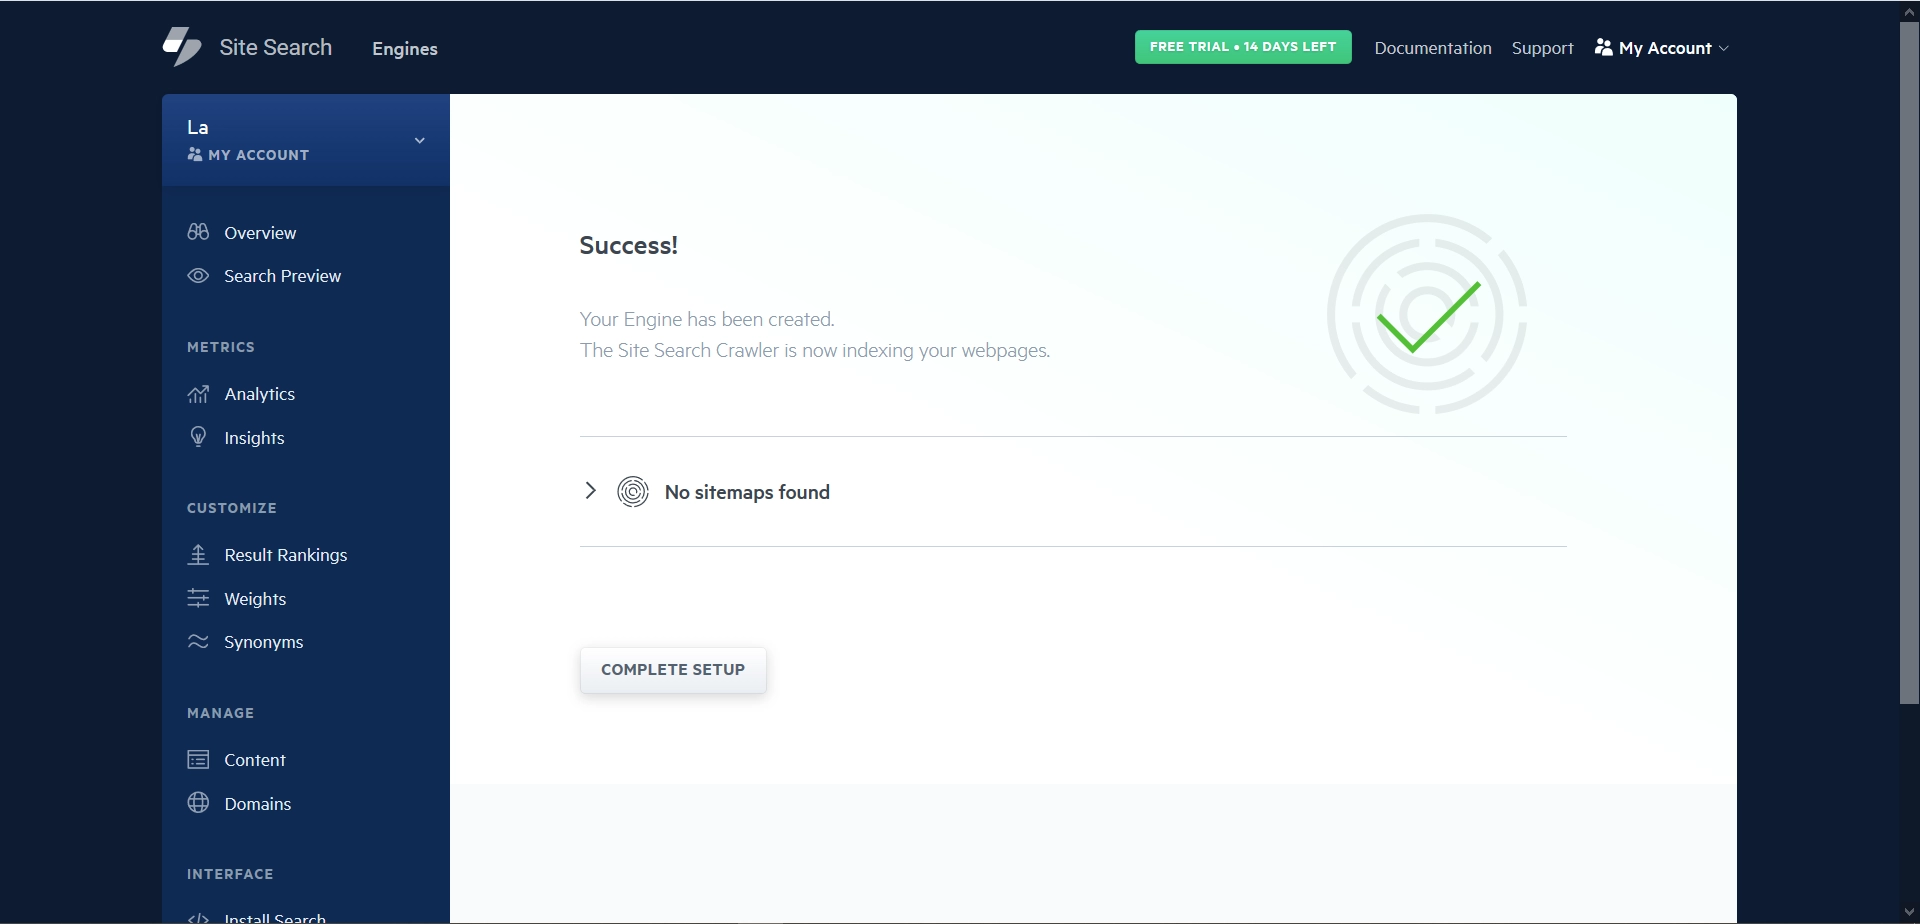 Site Search
Engines
FREE TRIAL • 14 DAYS LEFT
Documentation
Support
My Account
La
MY ACCOUNT
Overview
Search Preview
METRICS
Analytics
Insights
CUSTOMIZE
Result Rankings
Weights
Synonyms
MANAGE
Content
Domains
INTERFACE
Install Search
Success!
Your Engine has been created.
The Site Search Crawler is now indexing your webpages.
No sitemaps found
COMPLETE SETUP